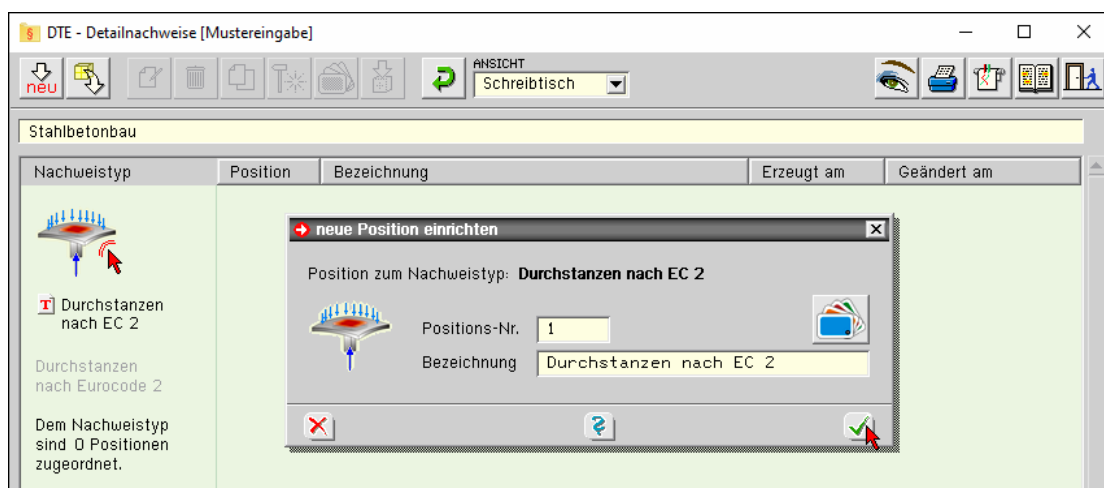 DTE - Detailnachweise [Mustereingabe]
neu
ANSICHT
Schreibtisch
Stahlbetonbau
Nachweistyp Position Bezeichnung Erzeugt am Geändert am
T Durchstanzen
nach EC 2
Durchstanzen
nach Eurocode 2
Dem Nachweistyp
sind 0 Positionen
zugeordnet.
neue Position einrichten
Position zum Nachweistyp: Durchstanzen nach EC 2
Positions-Nr. 1
Bezeichnung Durchstanzen nach EC 2